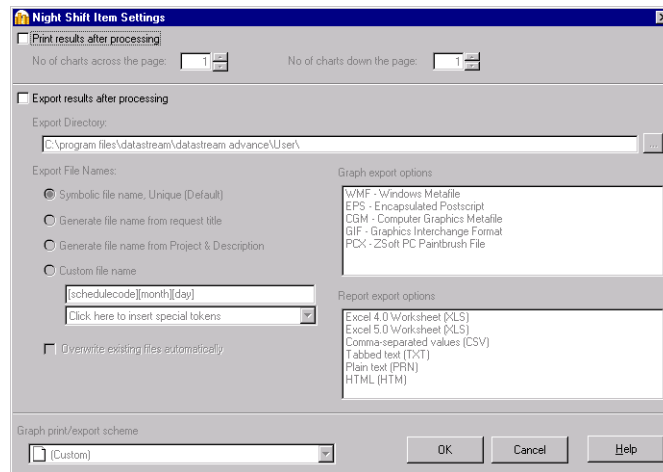 Night Shift Item Settings
Print results after processing
No of charts across the page: 1 No of charts down the page: 1
Export results after processing
Export Directory:
C:\program files\datastream\datastream advance\User\ ...
Export File Names:
Symbolic file name, Unique (Default)
Generate file name from request title
Generate file name from Project & Description
Custom file name
[schedulecode][month][day]
Click here to insert special tokens
Overwrite existing files automatically
Graph export options
WMF - Windows Metafile
EPS - Encapsulated Postscript
CGM - Computer Graphics Metafile
GIF - Graphics Interchange Format
PCX - ZSoft PC Paintbrush File
Report export options
Excel 4.0 Worksheet (XLS)
Excel 5.0 Worksheet (XLS)
Comma-separated values (CSV)
Tabbed text (TXT)
Plain text (PRN)
HTML (HTM)
Graph print/export scheme
(Custom)
OK Cancel Help